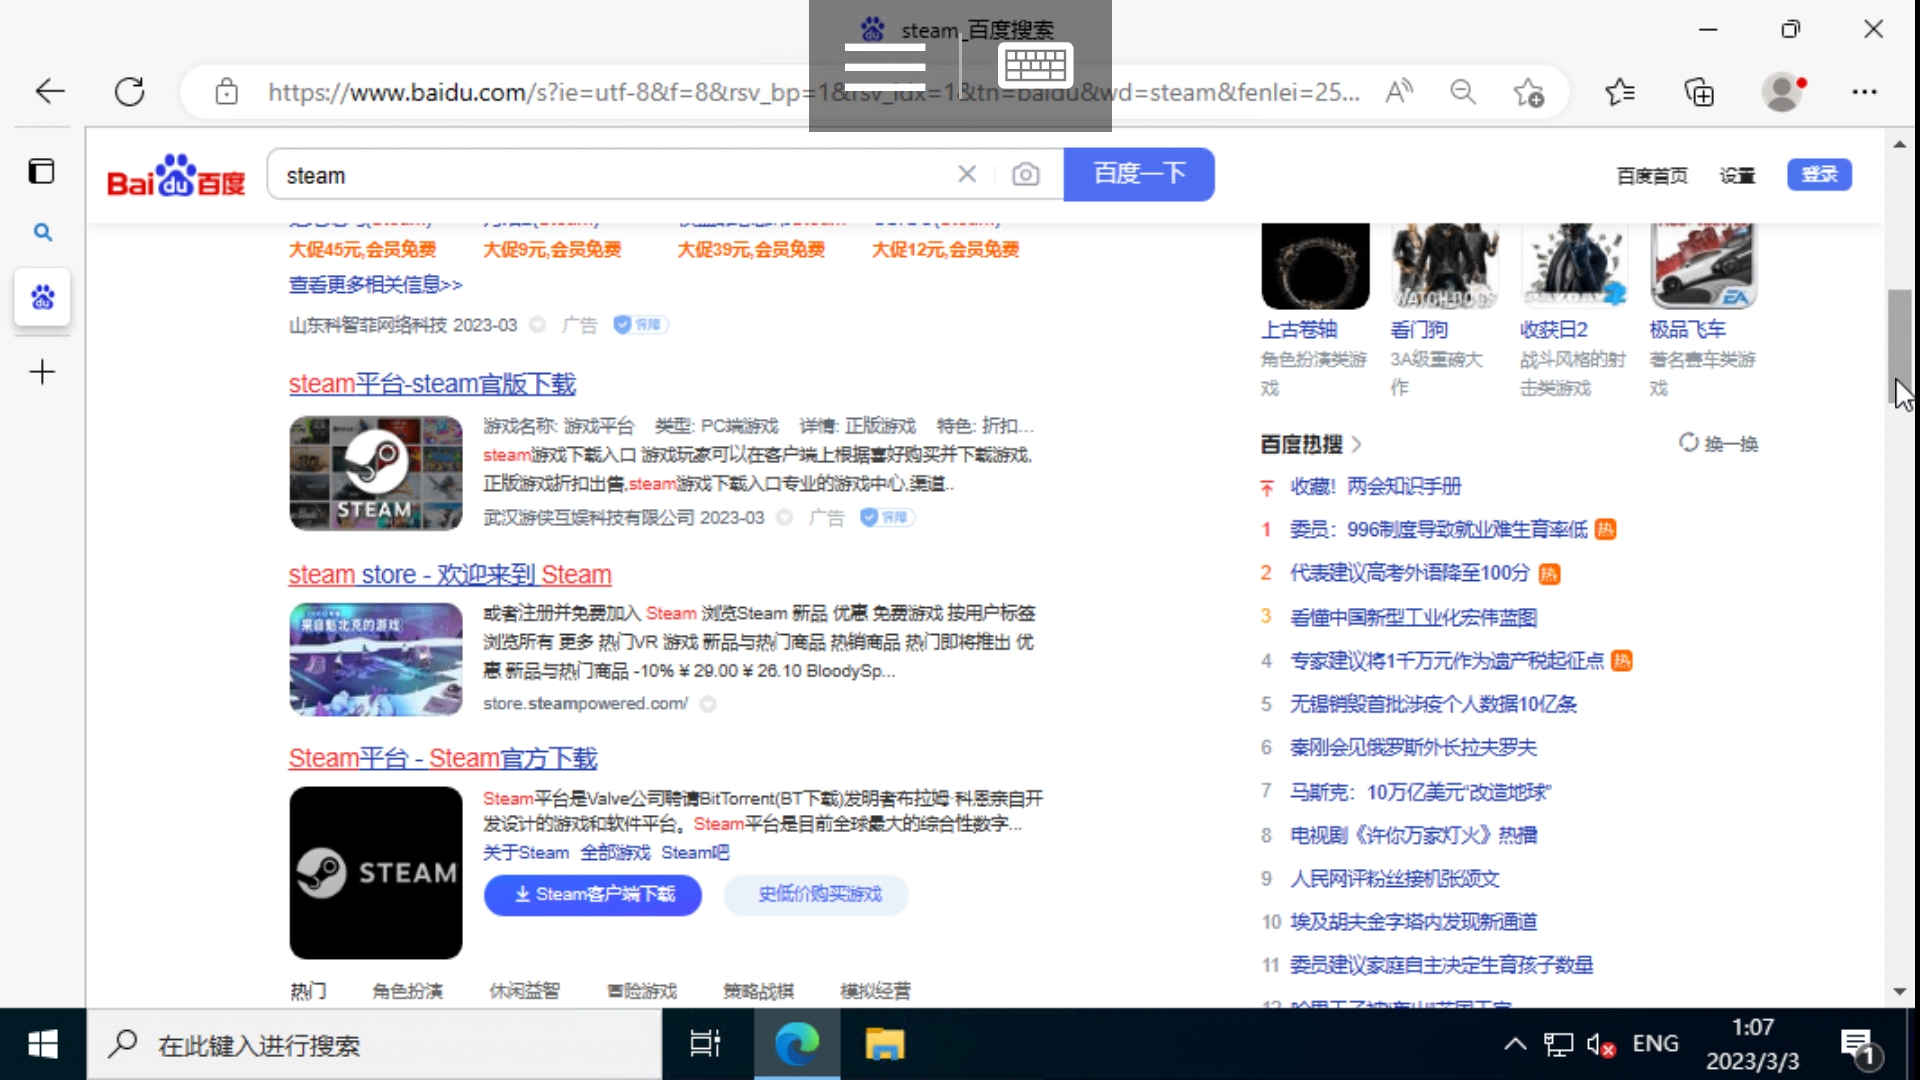 steam_百度搜索
https://www.baidu.com/s?ie=utf-8&f=8&rsv_bp=1&rsv_idx=1&tn=baidu&wd=steam&fenlei=25...
Bai du 百度
steam
百度一下
百度首页 设置 登录
大促45元,会员免费 大促9元,会员免费 大促39元,会员免费 大促12元,会员免费
查看更多相关信息>>
山东科智菲网络科技 2023-03 广告 保障
steam平台-steam官版下载
STEAM
游戏名称: 游戏平台 类型: PC端游戏 详情: 正版游戏 特色: 折扣...
steam游戏下载入口 游戏玩家可以在客户端上根据喜好购买并下载游戏,
正版游戏折扣出售,steam游戏下载入口专业的游戏中心,渠道..
武汉游侠互娱科技有限公司 2023-03 广告 保障
steam store - 欢迎来到 Steam
来自魁北克的游戏
或者注册并免费加入 Steam 浏览Steam 新品 优惠 免费游戏 按用户标签
浏览所有 更多 热门VR 游戏 新品与热门商品 热销商品 热门即将推出 优
惠 新品与热门商品 -10% ¥ 29.00 ¥ 26.10 BloodySp...
store.steampowered.com/
Steam平台 - Steam官方下载
STEAM
Steam平台是Valve公司聘请BitTorrent(BT下载)发明者布拉姆·科恩亲自开
发设计的游戏和软件平台。Steam平台是目前全球最大的综合性数字...
关于Steam 全部游戏 Steam吧
Steam客户端下载 史低价购买游戏
热门 角色扮演 休闲益智 冒险游戏 策略战棋 模拟经营
WATCH DOGS
PAYDAY 2
EA
上古卷轴 看门狗 收获日2 极品飞车
角色扮演类游 3A级重磅大 战斗风格的射 著名赛车类游
戏 作 击类游戏 戏
百度热搜 换一换
收藏！两会知识手册
1 委员：996制度导致就业难生育率低 热
2 代表建议高考外语降至100分 热
3 看懂中国新型工业化宏伟蓝图
4 专家建议将1千万元作为遗产税起征点 热
5 无锡销毁首批涉疫个人数据10亿条
6 秦刚会见俄罗斯外长拉夫罗夫
7 马斯克：10万亿美元“改造地球”
8 电视剧《许你万家灯火》热播
9 人民网评粉丝接机张颂文
10 埃及胡夫金字塔内发现新通道
11 委员建议家庭自主决定生育孩子数量
在此键入进行搜索
ENG
1:07
2023/3/3
1